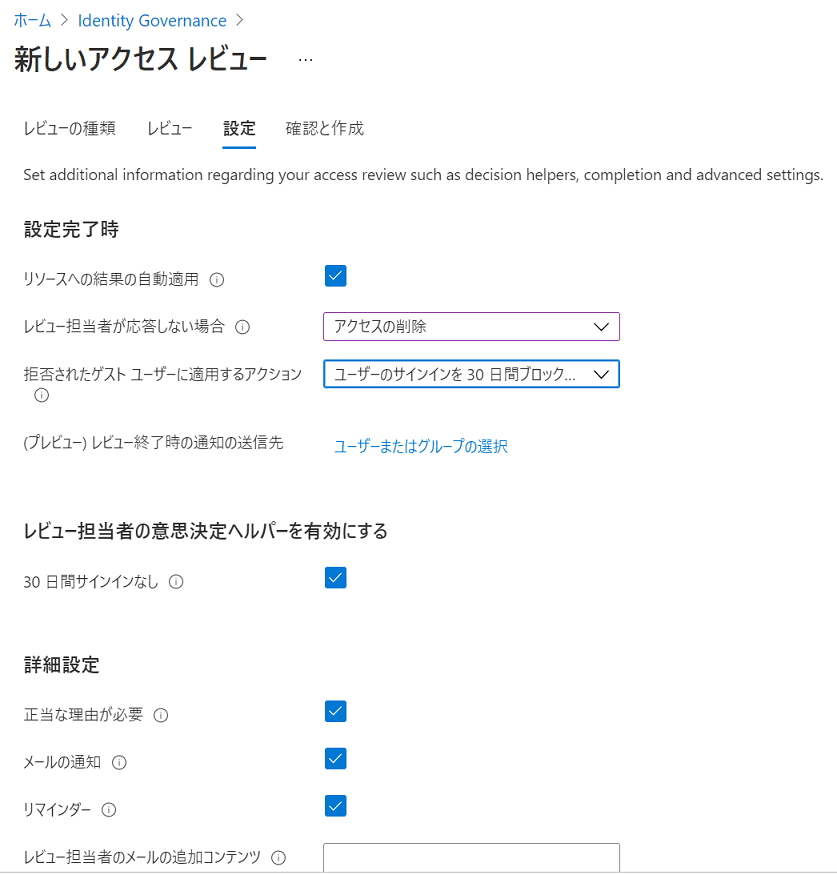 ホーム > Identity Governance >
新しいアクセス レビュー ...
レビューの種類 レビュー 設定 確認と作成
Set additional information regarding your access review such as decision helpers, completion and advanced settings.
設定完了時
リソースへの結果の自動適用
レビュー担当者が応答しない場合 アクセスの削除
拒否されたゲスト ユーザーに適用するアクション ユーザーのサインインを 30 日間ブロック...
(プレビュー) レビュー終了時の通知の送信先 ユーザーまたはグループの選択
レビュー担当者の意思決定ヘルパーを有効にする
30 日間サインインなし
詳細設定
正当な理由が必要
メールの通知
リマインダー
レビュー担当者のメールの追加コンテンツ